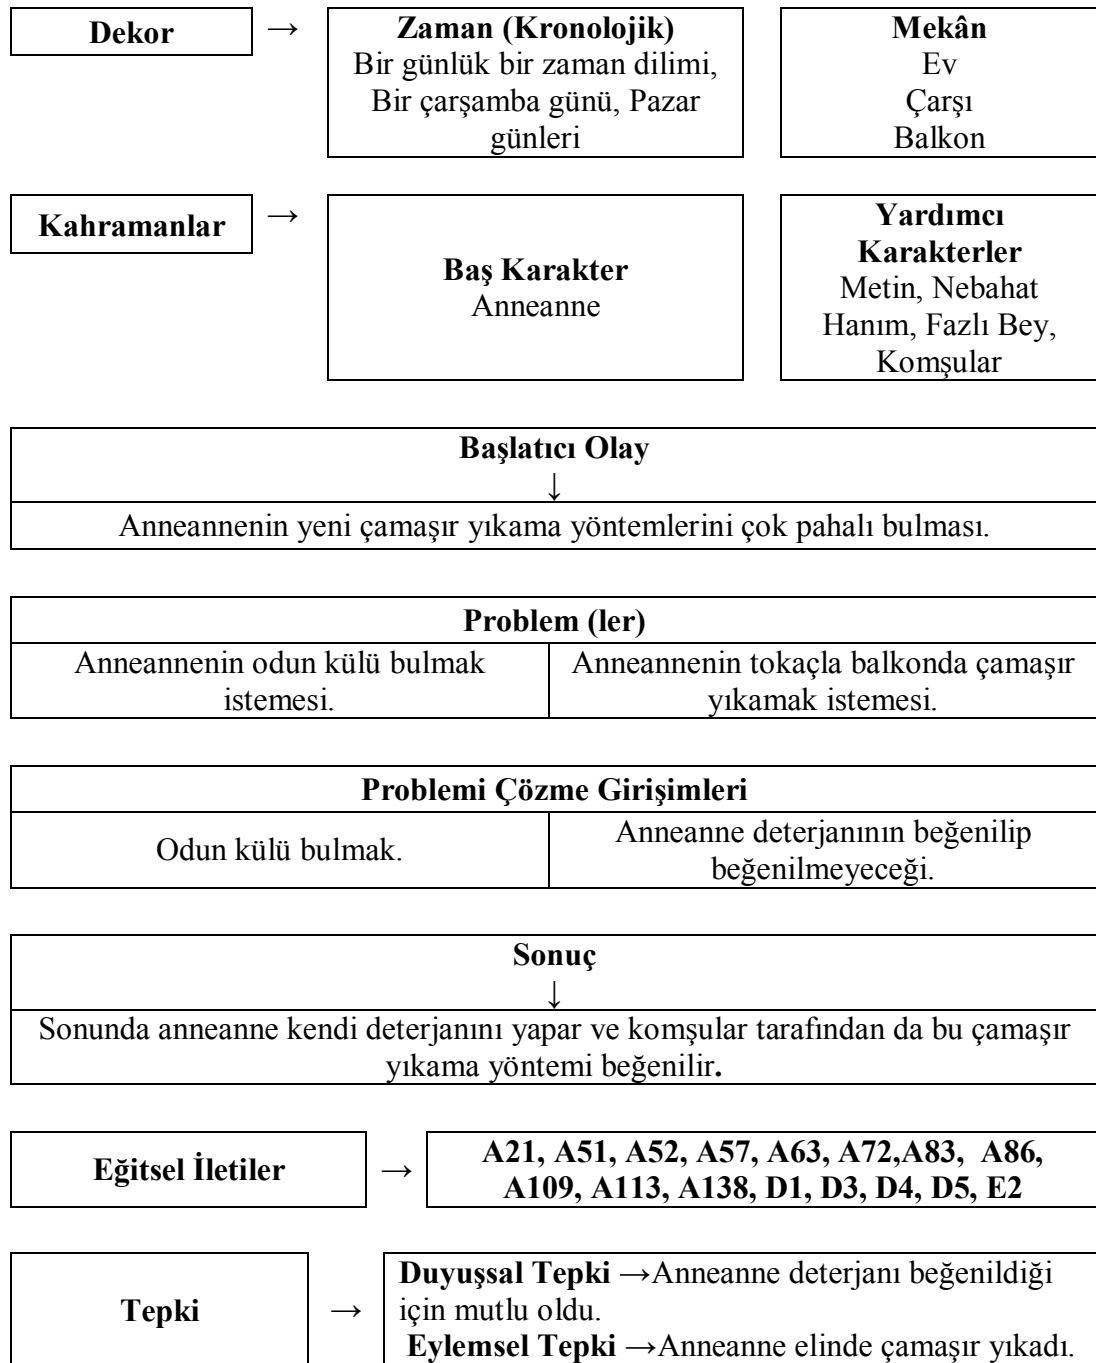 Dekor
→
Zaman (Kronolojik)
Bir günlük bir zaman dilimi,
Bir çarşamba günü, Pazar
günleri
Mekân
Ev
Çarşı
Balkon
Kahramanlar
→
Baş Karakter
Anneanne
Yardımcı
Karakterler
Metin, Nebahat
Hanım, Fazlı Bey,
Komşular
Başlatıcı Olay
↓
Anneannenin yeni çamaşır yıkama yöntemlerini çok pahalı bulması.
Problem (ler)
Anneannenin odun külü bulmak
istemesi.
Anneannenin tokaçla balkonda çamaşır
yıkamak istemesi.
Problemi Çözme Girişimleri
Odun külü bulmak.
Anneanne deterjanının beğenilip
beğenilmeyeceği.
Sonuç
↓
Sonunda anneanne kendi deterjanını yapar ve komşular tarafından da bu çamaşır
yıkama yöntemi beğenilir.
Eğitsel İletiler
→
A21, A51, A52, A57, A63, A72,A83, A86,
A109, A113, A138, D1, D3, D4, D5, E2
Tepki
→
Duyuşsal Tepki →Anneanne deterjanı beğenildiği
için mutlu oldu.
Eylemsel Tepki →Anneanne elinde çamaşır yıkadı.